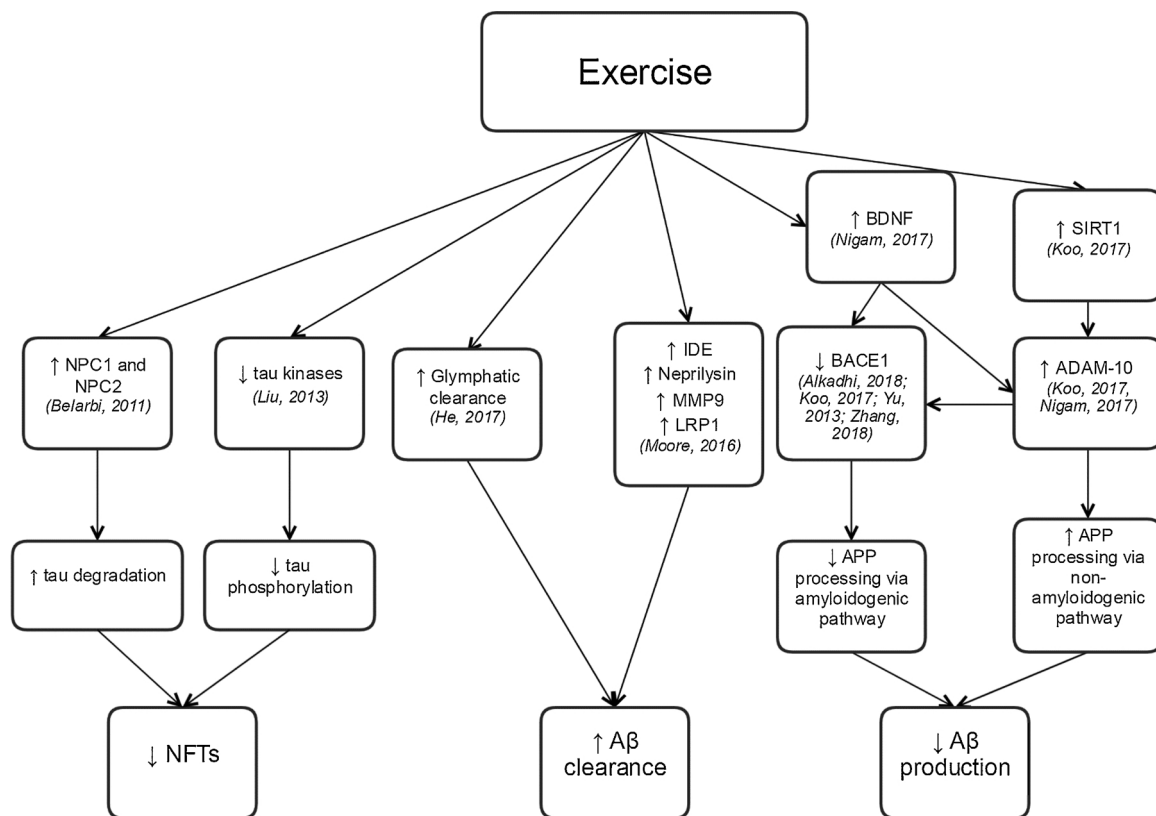 Exercise
↑ BDNF
(Nigam, 2017)
↑ SIRT1
(Koo, 2017)
↑ NPC1 and
NPC2
(Belarbi, 2011)
↓ tau kinases
(Liu, 2013)
↑ Glymphatic
clearance
(He, 2017)
↑ IDE
↑ Neprilysin
↑ MMP9
↑ LRP1
(Moore, 2016)
↓ BACE1
(Alkadhi, 2018;
Koo, 2017; Yu,
2013; Zhang,
2018)
↑ ADAM-10
(Koo, 2017,
Nigam, 2017)
↑ tau degradation
↓ tau
phosphorylation
↓ APP
processing via
amyloidogenic
pathway
↑ APP
processing via
non-
amyloidogenic
pathway
↓ NFTs
↑ Aβ
clearance
↓ Aβ
production